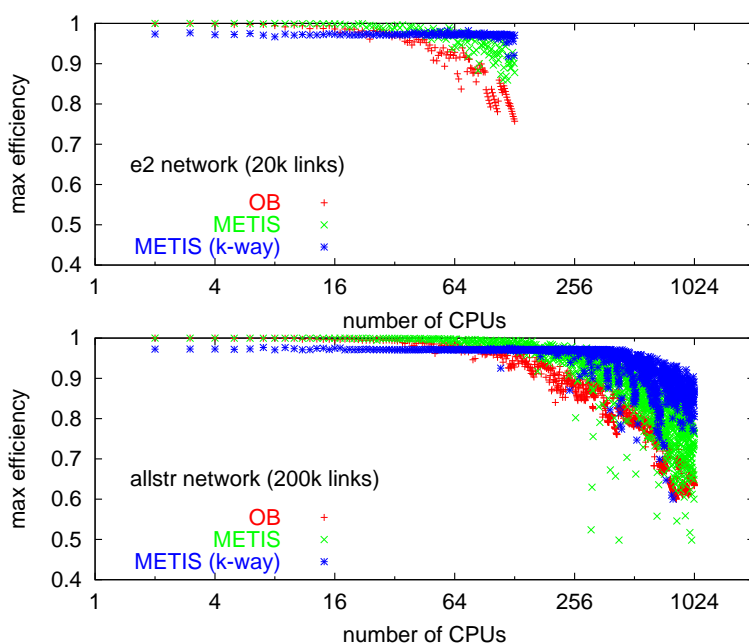 1
0.9
0.8
0.7
0.6
0.5
0.4
max efficiency
e2 network (20k links)
OB
METIS
METIS (k-way)
1 4 16 64 256 1024
number of CPUs
1
0.9
0.8
0.7
0.6
0.5
0.4
max efficiency
allstr network (200k links)
OB
METIS
METIS (k-way)
1 4 16 64 256 1024
number of CPUs